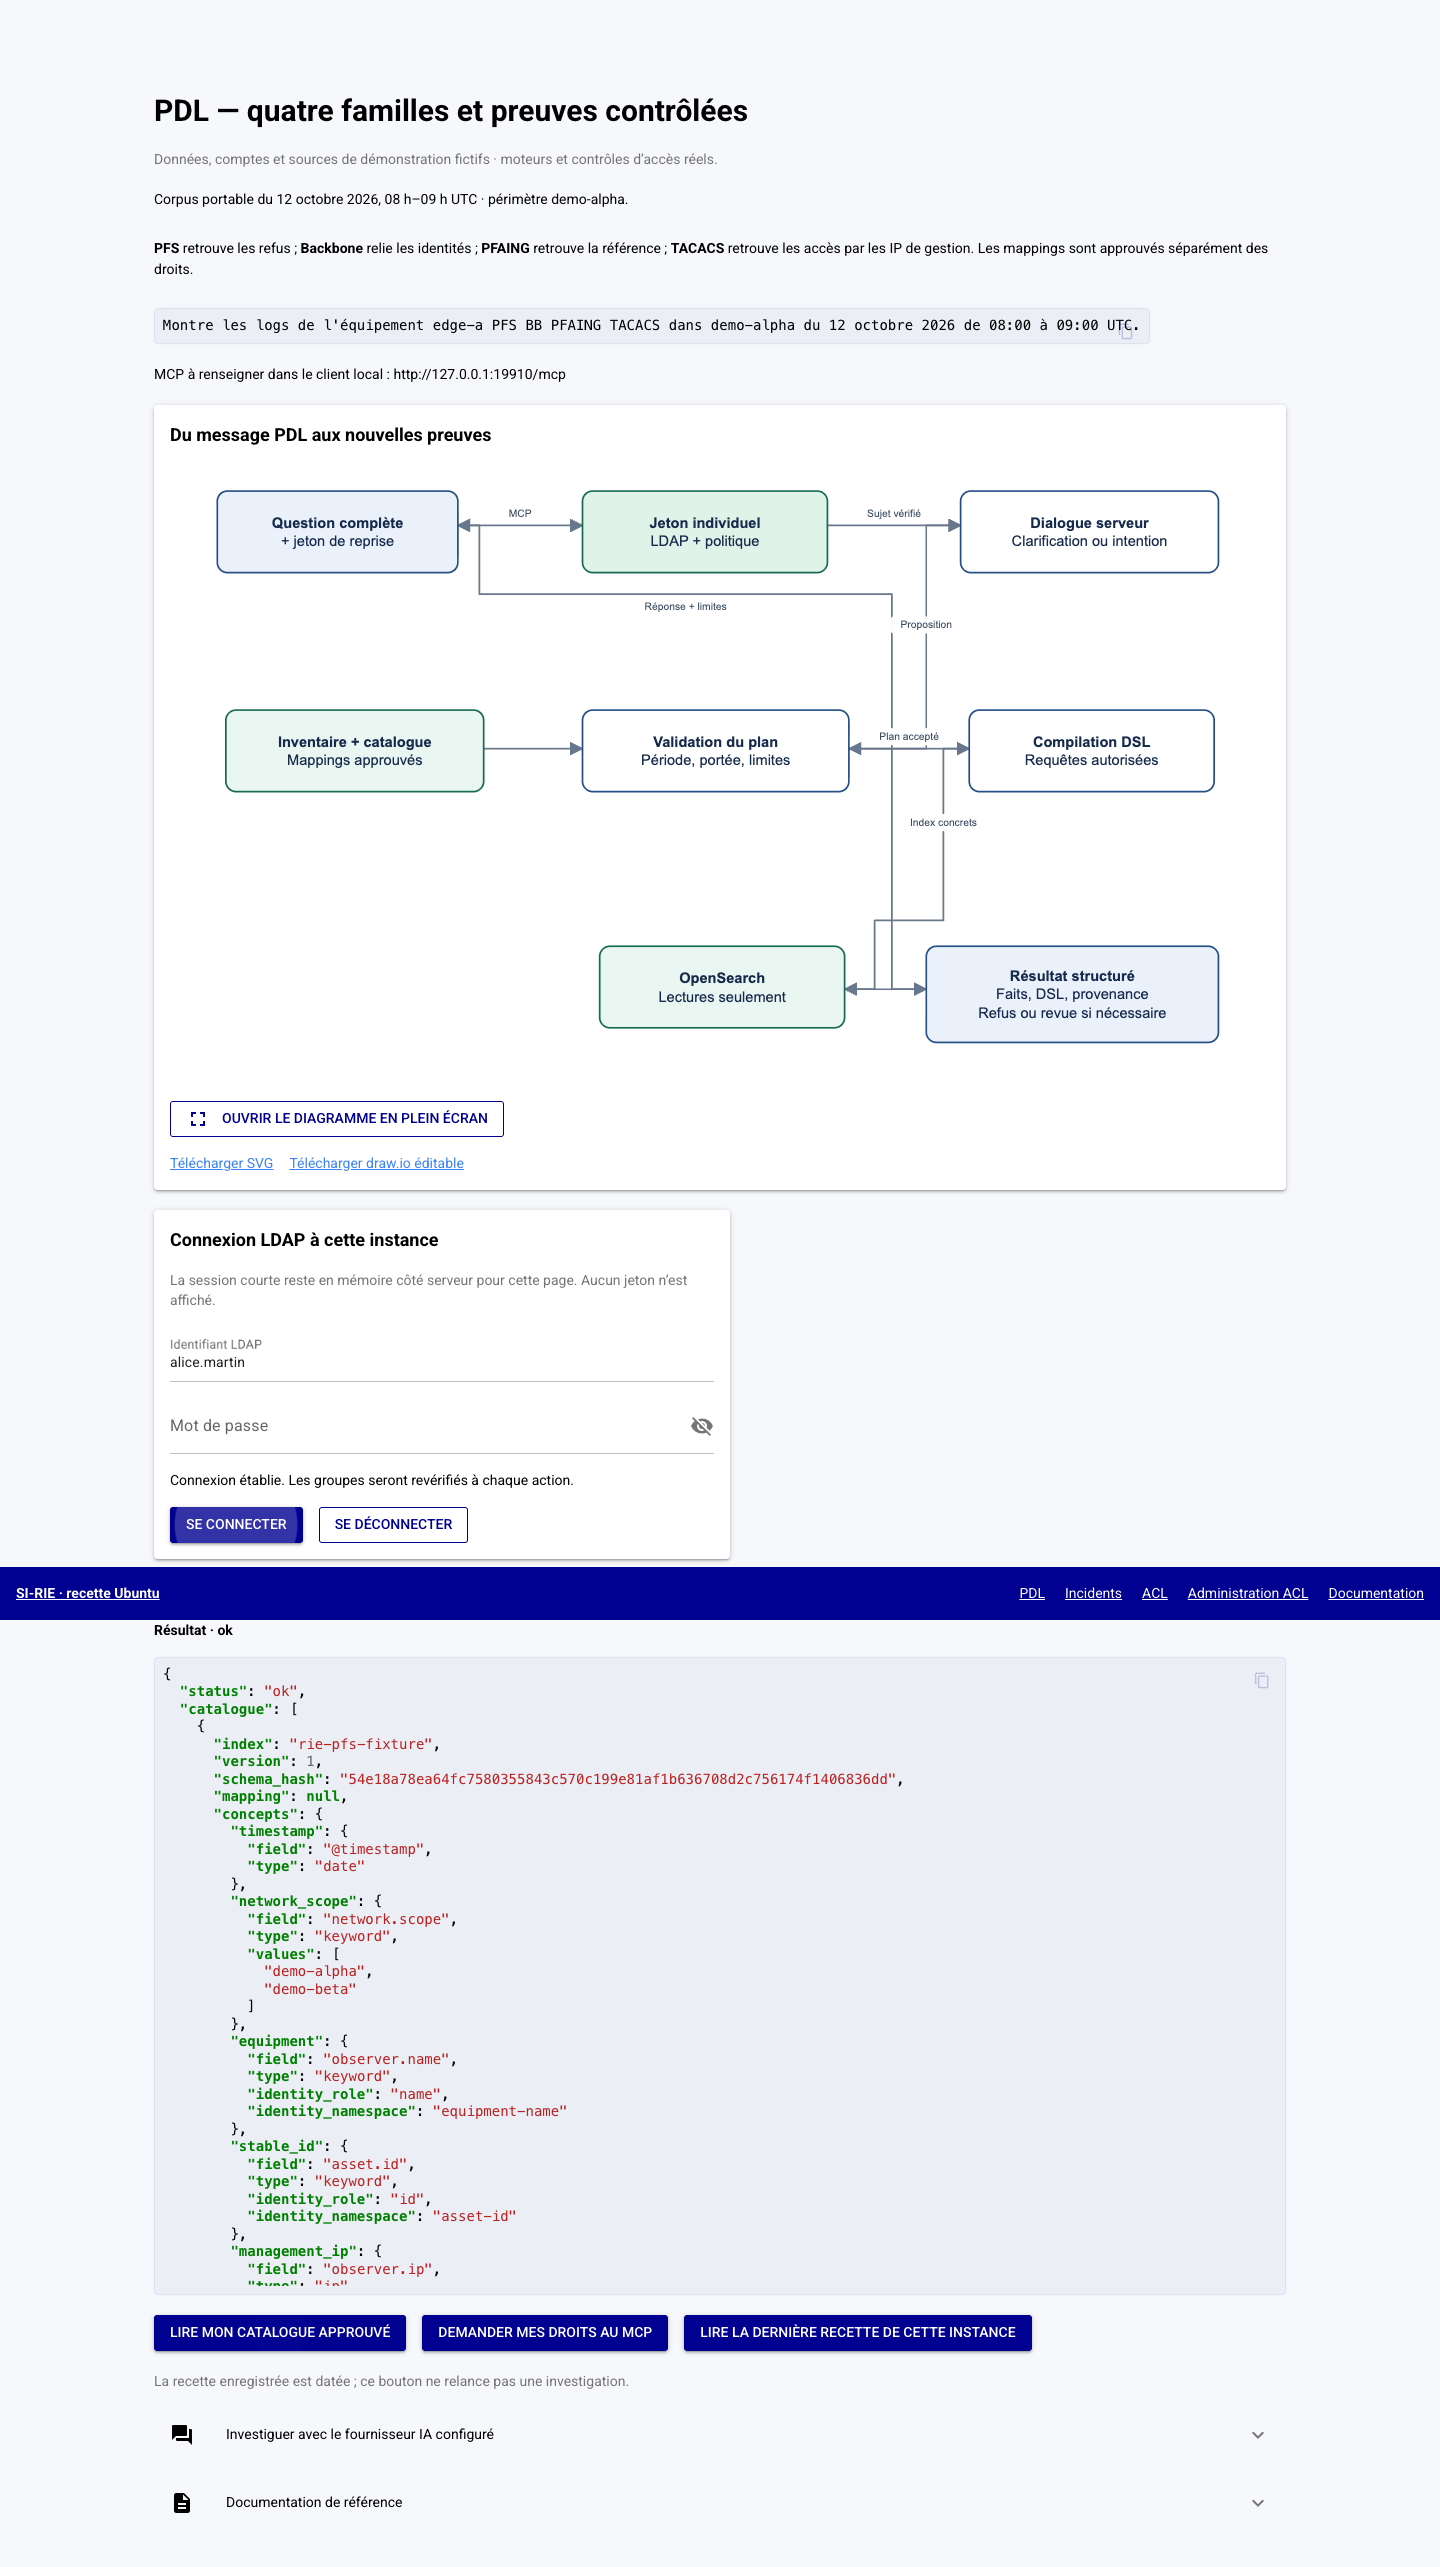 PDL — quatre familles et preuves contrôlées
Données, comptes et sources de démonstration fictifs · moteurs et contrôles d’accès réels.
Corpus portable du 12 octobre 2026, 08 h–09 h UTC · périmètre demo-alpha.
PFS retrouve les refus ; Backbone relie les identités ; PFAING retrouve la référence ; TACACS retrouve les accès par les IP de gestion. Les mappings sont approuvés séparément des
droits.
Montre les logs de l'équipement edge-a PFS BB PFAING TACACS dans demo-alpha du 12 octobre 2026 de 08:00 à 09:00 UTC.
MCP à renseigner dans le client local : http://127.0.0.1:19910/mcp
Du message PDL aux nouvelles preuves
Question complète
+ jeton de reprise
MCP
Jeton individuel
LDAP + politique
Sujet vérifié
Dialogue serveur
Clarification ou intention
Réponse + limites
Proposition
Inventaire + catalogue
Mappings approuvés
Validation du plan
Période, portée, limites
Plan accepté
Compilation DSL
Requêtes autorisées
Index concrets
OpenSearch
Lectures seulement
Résultat structuré
Faits, DSL, provenance
Refus ou revue si nécessaire
OUVRIR LE DIAGRAMME EN PLEIN ÉCRAN
Télécharger SVG Télécharger draw.io éditable
Connexion LDAP à cette instance
La session courte reste en mémoire côté serveur pour cette page. Aucun jeton n’est
affiché.
Identifiant LDAP
alice.martin
Mot de passe
Connexion établie. Les groupes seront revérifiés à chaque action.
SE CONNECTER SE DÉCONNECTER
SI-RIE · recette Ubuntu PDL Incidents ACL Administration ACL Documentation
Résultat · ok
{
"status": "ok",
"catalogue": [
{
"index": "rie-pfs-fixture",
"version": 1,
"schema_hash": "54e18a78ea64fc7580355843c570c199e81af1b636708d2c756174f1406836dd",
"mapping": null,
"concepts": {
"timestamp": {
"field": "@timestamp",
"type": "date"
},
"network_scope": {
"field": "network.scope",
"type": "keyword",
"values": [
"demo-alpha",
"demo-beta"
]
},
"equipment": {
"field": "observer.name",
"type": "keyword",
"identity_role": "name",
"identity_namespace": "equipment-name"
},
"stable_id": {
"field": "asset.id",
"type": "keyword",
"identity_role": "id",
"identity_namespace": "asset-id"
},
"management_ip": {
"field": "observer.ip",
"type": "ip"
LIRE MON CATALOGUE APPROUVÉ DEMANDER MES DROITS AU MCP LIRE LA DERNIÈRE RECETTE DE CETTE INSTANCE
La recette enregistrée est datée ; ce bouton ne relance pas une investigation.
Investiguer avec le fournisseur IA configuré
Documentation de référence